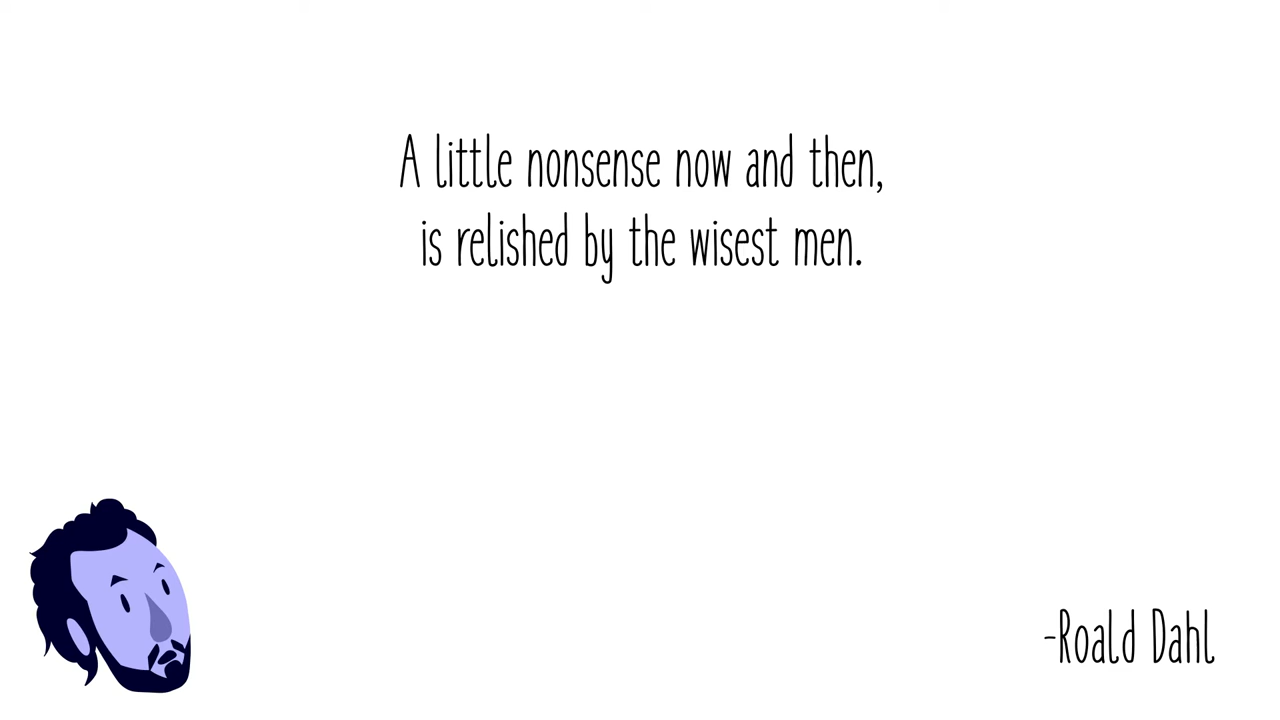 A little nonsense now and then,
is relished by the wisest men.
-Roald Dahl